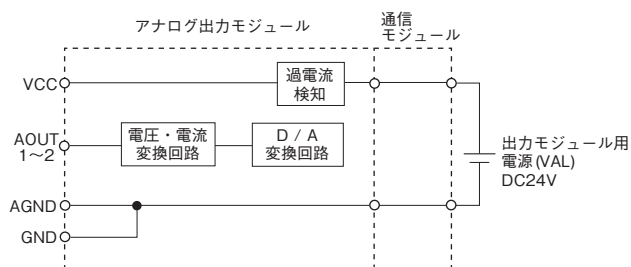 アナログ出力モジュール
通信
モジュール
VCC
過電流
検知
AOUT
1〜2
電圧・電流
変換回路
D / A
変換回路
出力モジュール用
電源(VAL)
DC24V
AGND
GND